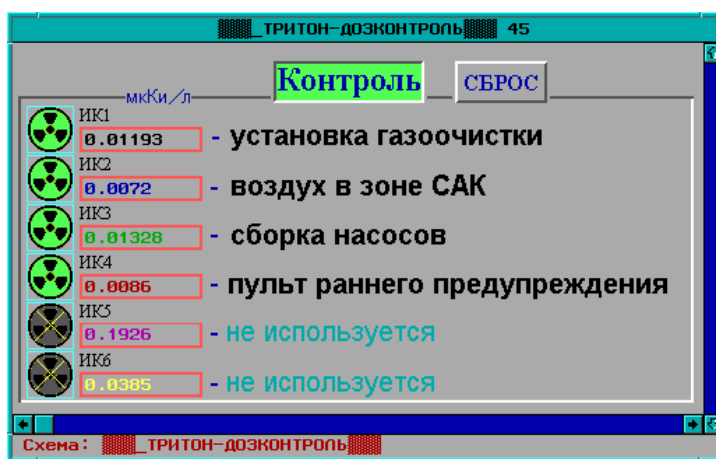 _ТРИТОН-ДОЗКОНТРОЛЬ 45
Контроль СБРОС
мкКи/л
ИК1
0.01193 - установка газоочистки
ИК2
0.0072 - воздух в зоне САК
ИК3
0.01328 - сборка насосов
ИК4
0.0086 - пульт раннего предупреждения
ИК5
0.1926 - не используется
ИК6
0.0385 - не используется
Схема: _ТРИТОН-ДОЗКОНТРОЛЬ